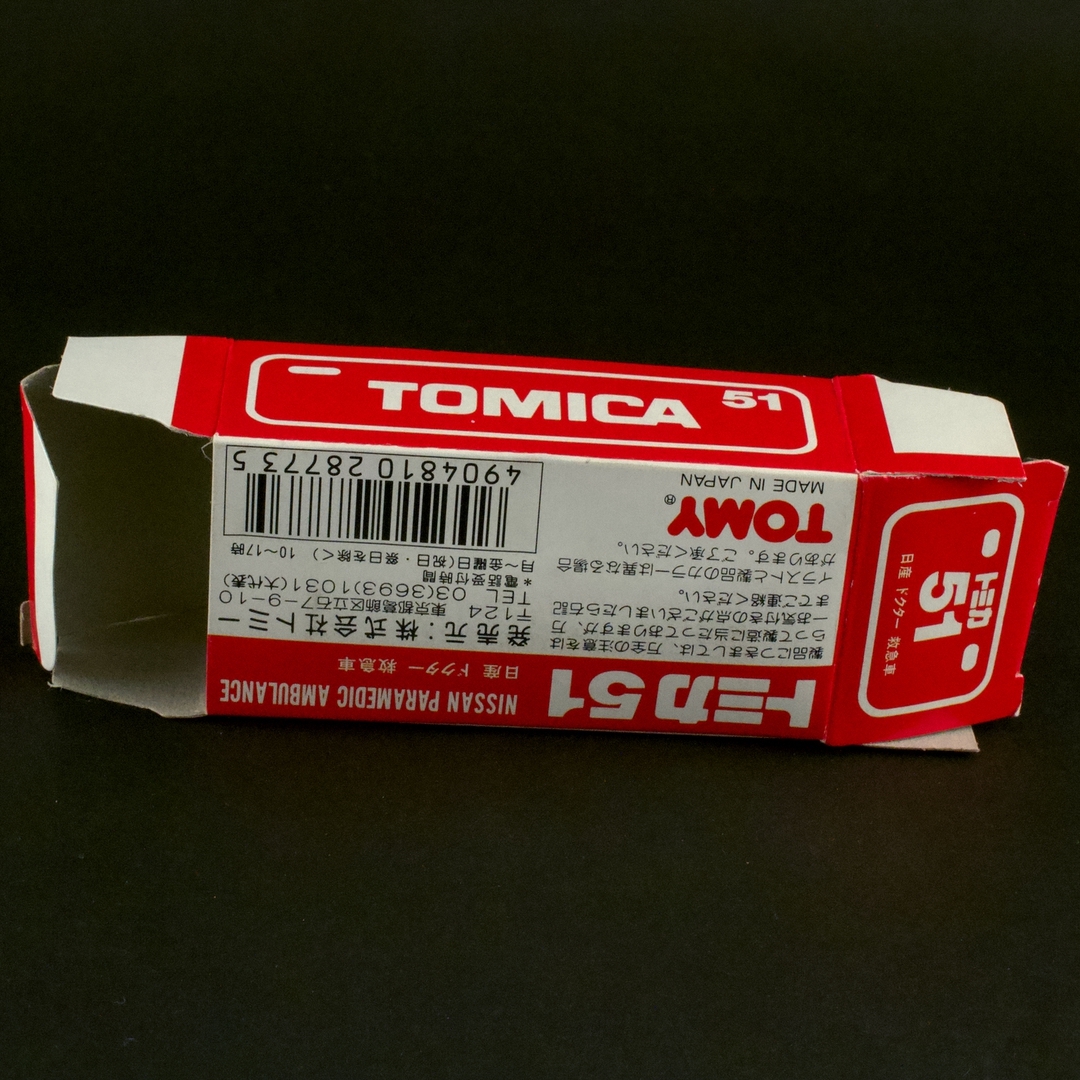 TOMICA 51
トミカ 51
日産 ドクター 救急車
NISSAN PARAMEDIC AMBULANCE
製品につきましては、万全の注意をは
らって製造に当たっておりますが、万
一お気付きの点がございましたら右記
までご連絡ください。
イラストと製品のカラーは異なる場合
があります。ご了承ください。
TOMY®
MADE IN JAPAN
発売元：株式会社トミー
〒124 東京都葛飾区立石7−9−10
TEL 03(3693)1031(大代表)
*電話受付時間
月〜金曜日(祝日・祭日を除く) 10〜17時
4904810 287735
トミカ
51
日産 ドクター 救急車